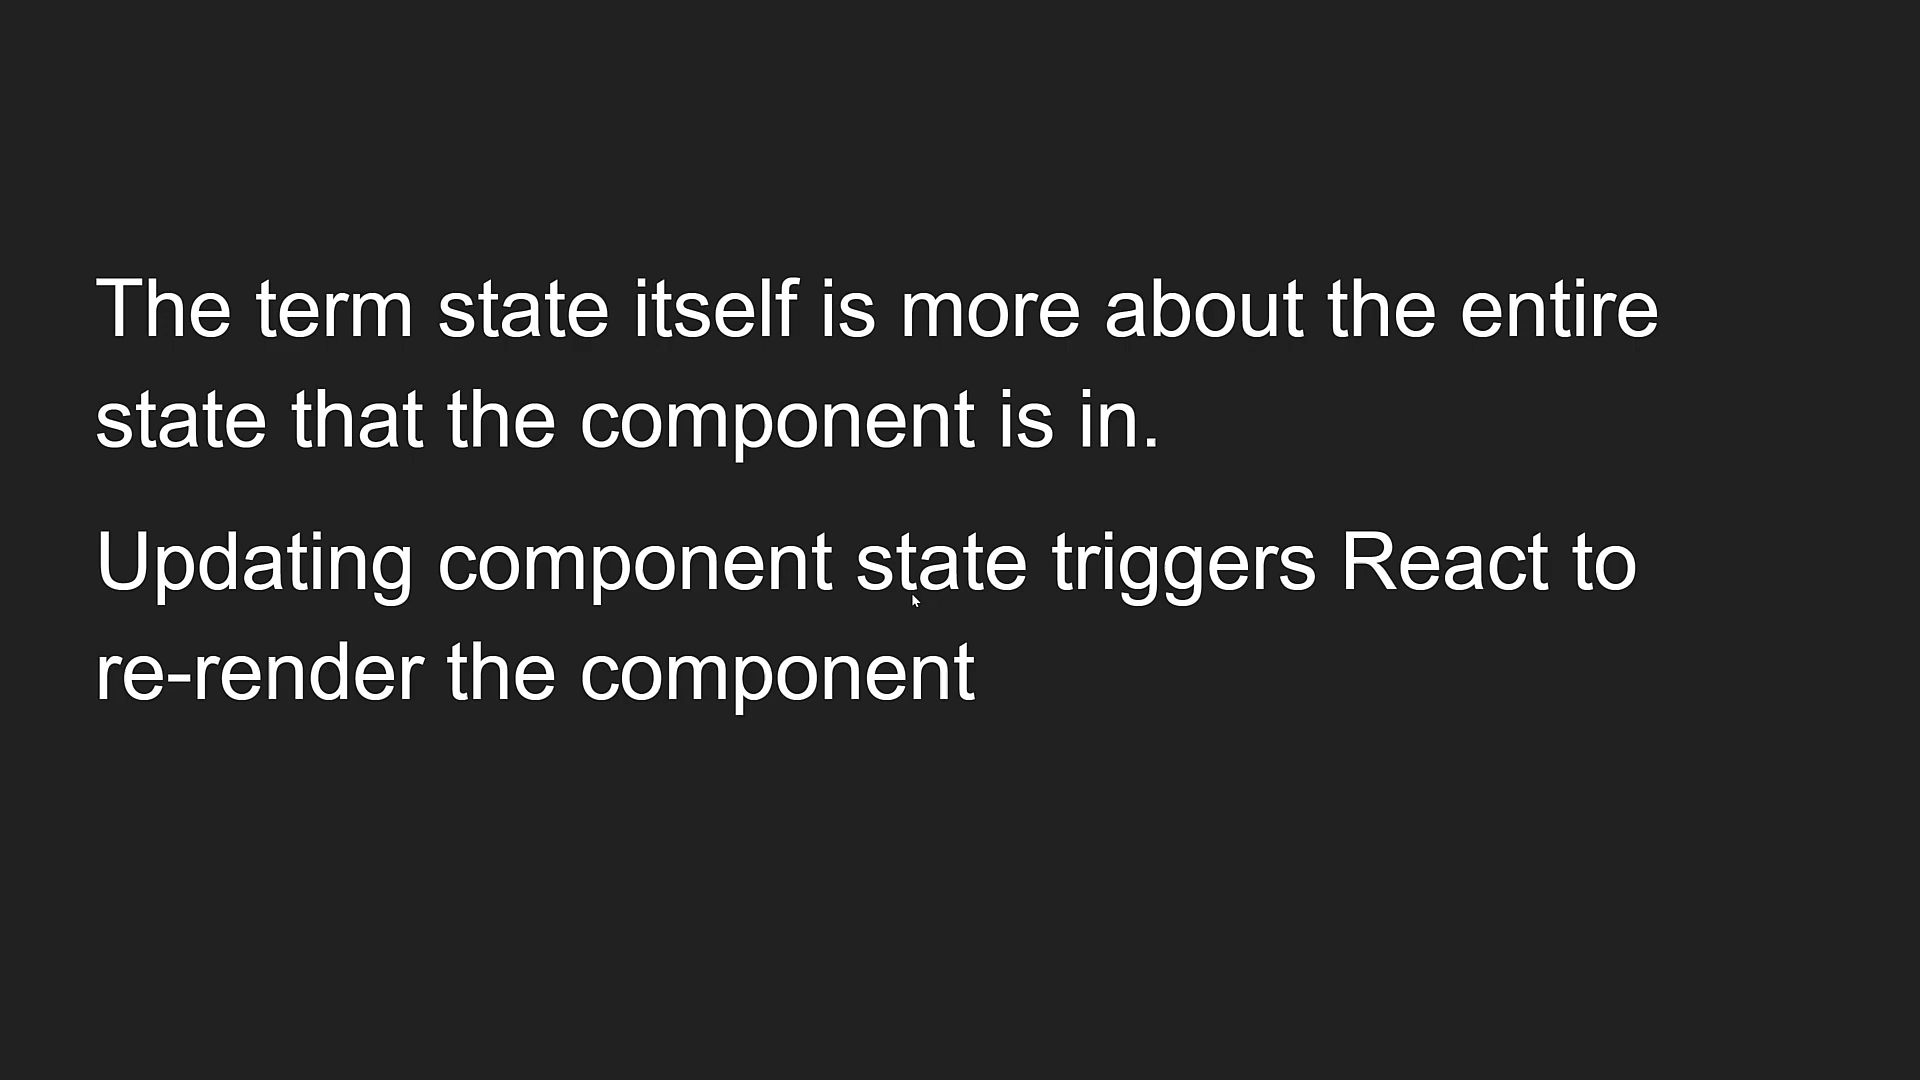 The term state itself is more about the entire
state that the component is in.
Updating component state triggers React to
re-render the component